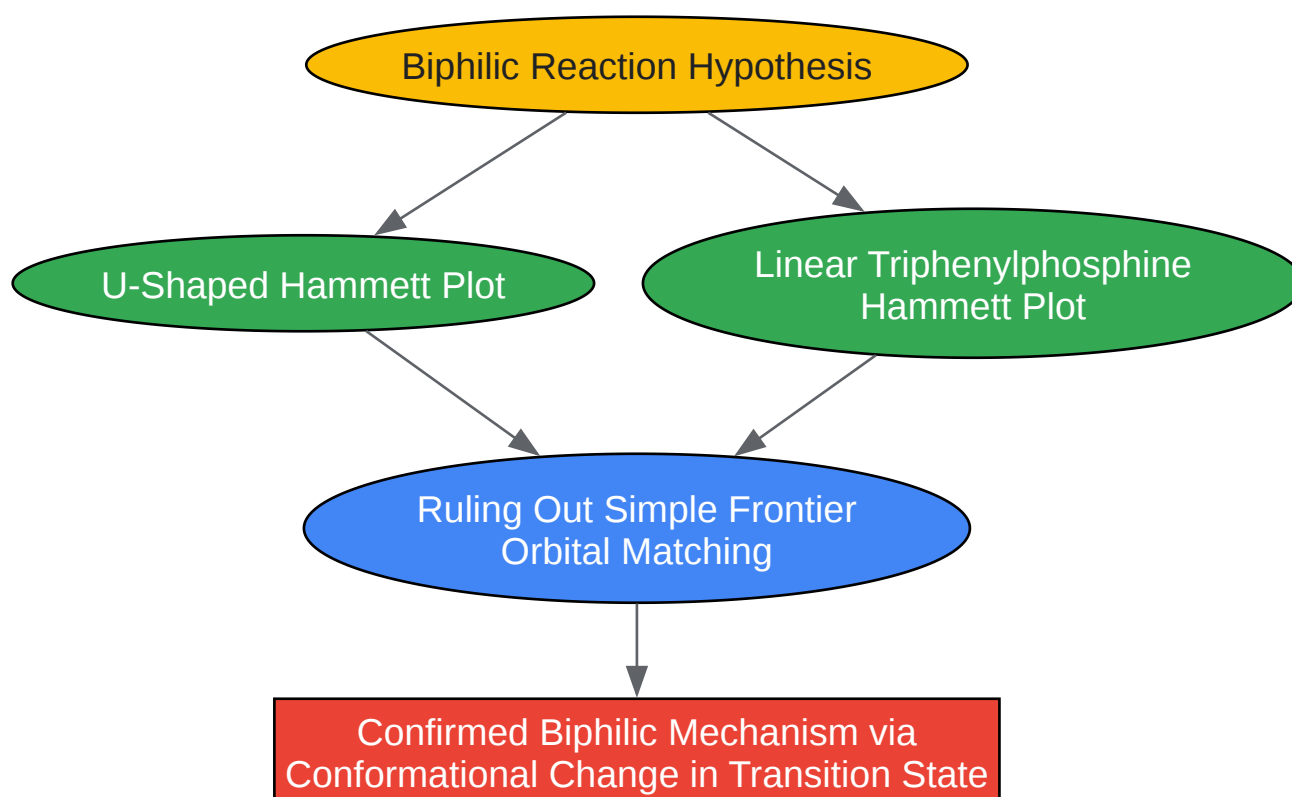 Biphilic Reaction Hypothesis
U-Shaped Hammett Plot
Linear Triphenylphosphine
Hammett Plot
Ruling Out Simple Frontier
Orbital Matching
Confirmed Biphilic Mechanism via
Conformational Change in Transition State